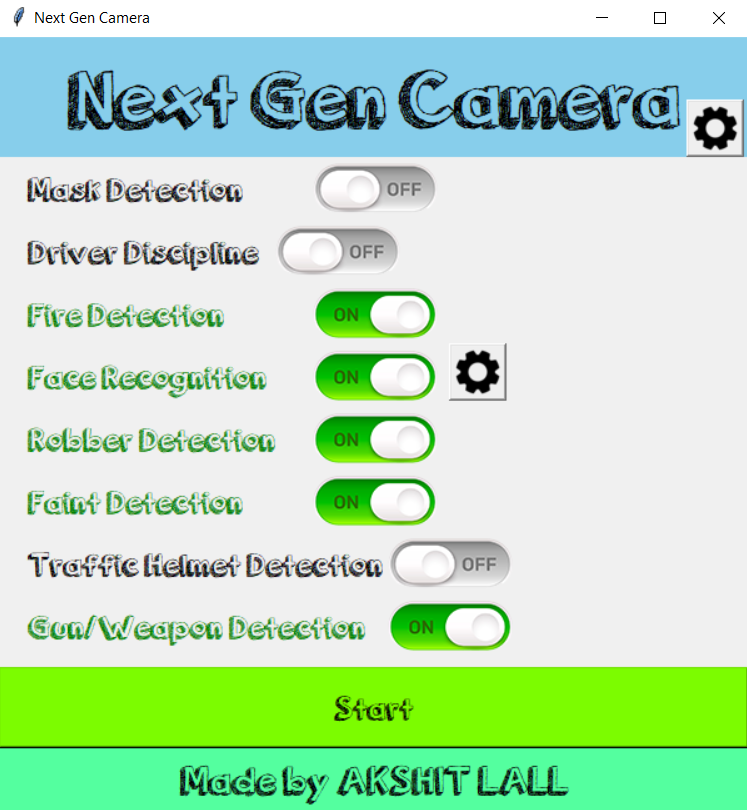 Next Gen Camera
Next Gen Camera
Mask Detection OFF
Driver Discipline OFF
Fire Detection ON
Face Recognition ON
Robber Detection ON
Faint Detection ON
Traffic Helmet Detection OFF
Gun/Weapon Detection ON
Start
Made by AKSHIT LALL